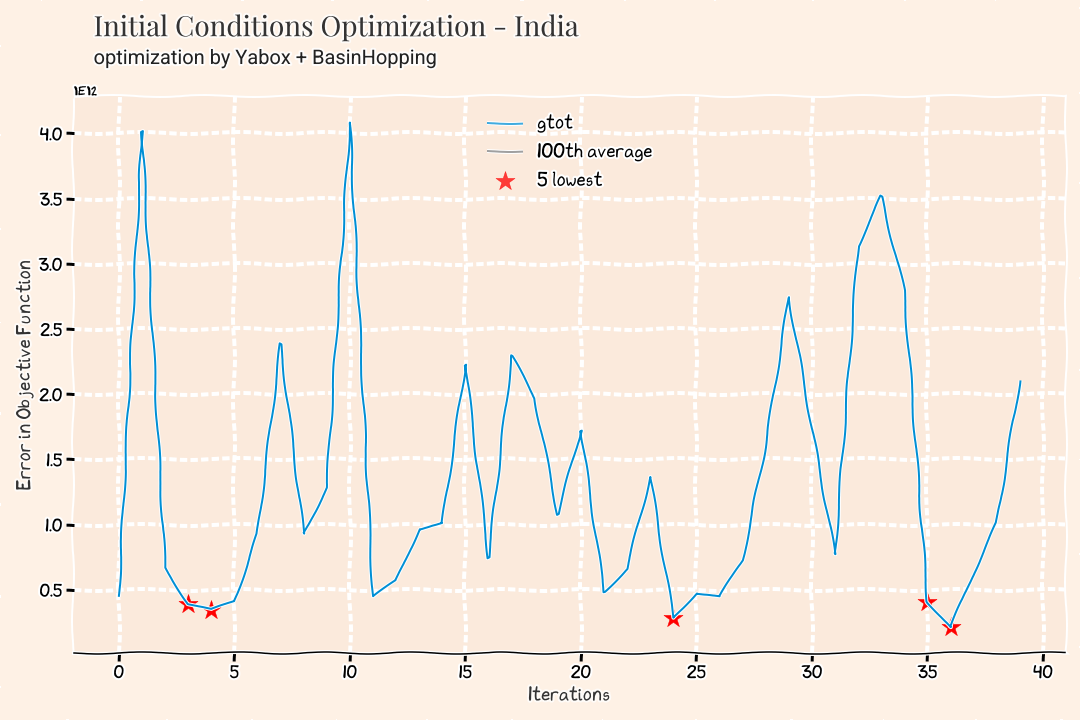 Initial Conditions Optimization - India
optimization by Yabox + BasinHopping
1E12
gtot
100th average
5 lowest
4.0
3.5
3.0
2.5
2.0
1.5
1.0
0.5
Error in Objective Function
0 5 10 15 20 25 30 35 40
Iterations